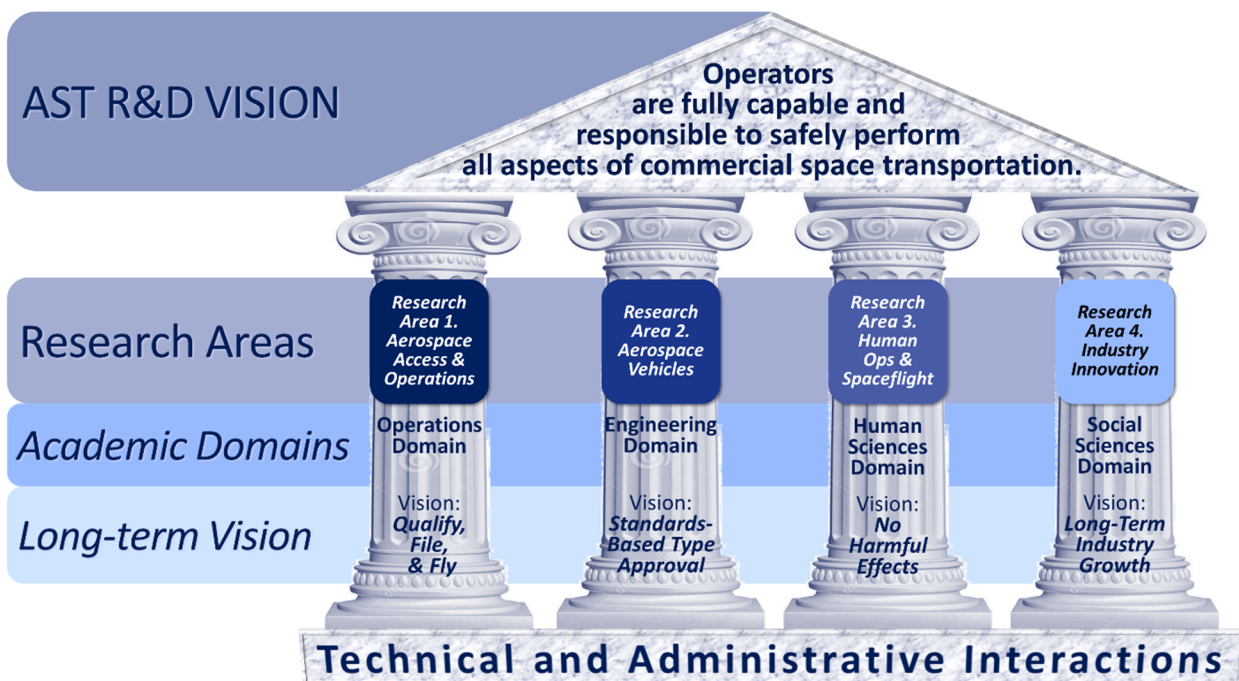 AST R&D VISION
Operators
are fully capable and
responsible to safely perform
all aspects of commercial space transportation.
Research Areas
Research
Area 1.
Aerospace
Access &
Operations
Research
Area 2.
Aerospace
Vehicles
Research
Area 3.
Human
Ops &
Spaceflight
Research
Area 4.
Industry
Innovation
Academic Domains
Operations
Domain
Engineering
Domain
Human
Sciences
Domain
Social
Sciences
Domain
Long-term Vision
Vision:
Qualify,
File,
& Fly
Vision:
Standards-
Based Type
Approval
Vision:
No
Harmful
Effects
Vision:
Long-Term
Industry
Growth
Technical and Administrative Interactions